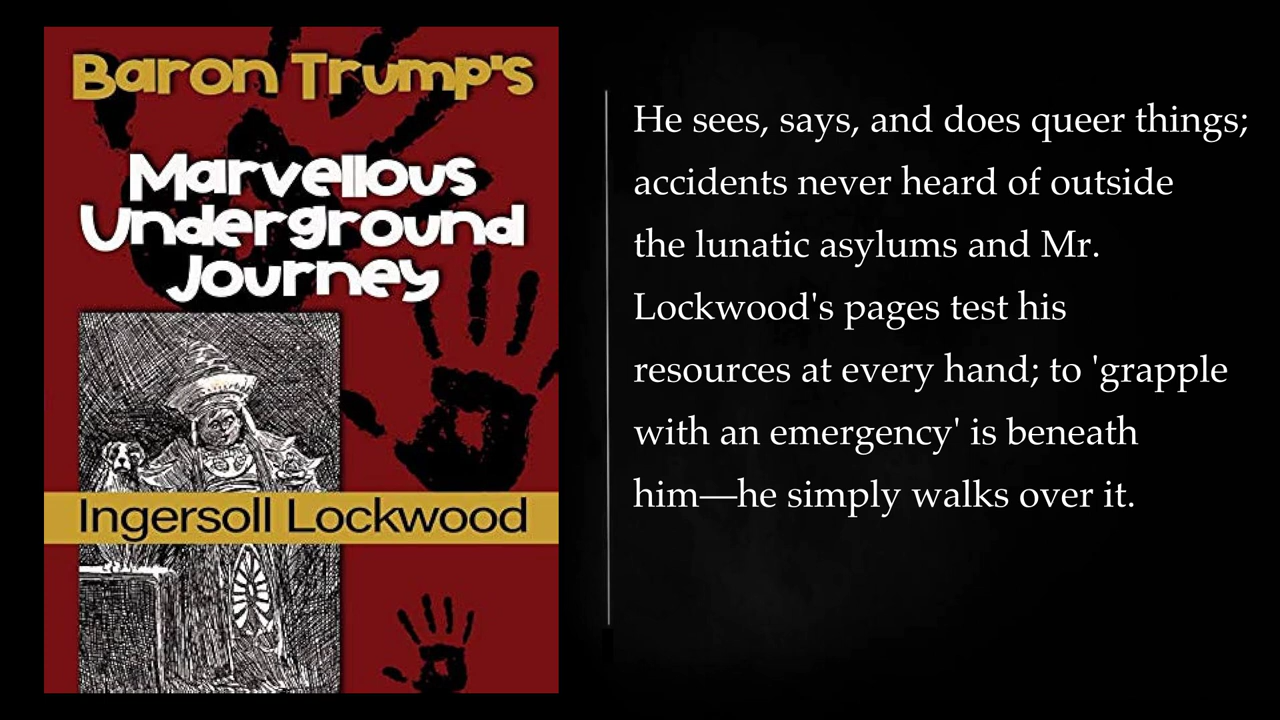 Baron Trump's
Marvellous
Underground
Journey
Ingersoll Lockwood
He sees, says, and does queer things;
accidents never heard of outside
the lunatic asylums and Mr.
Lockwood's pages test his
resources at every hand; to 'grapple
with an emergency' is beneath
him—he simply walks over it.